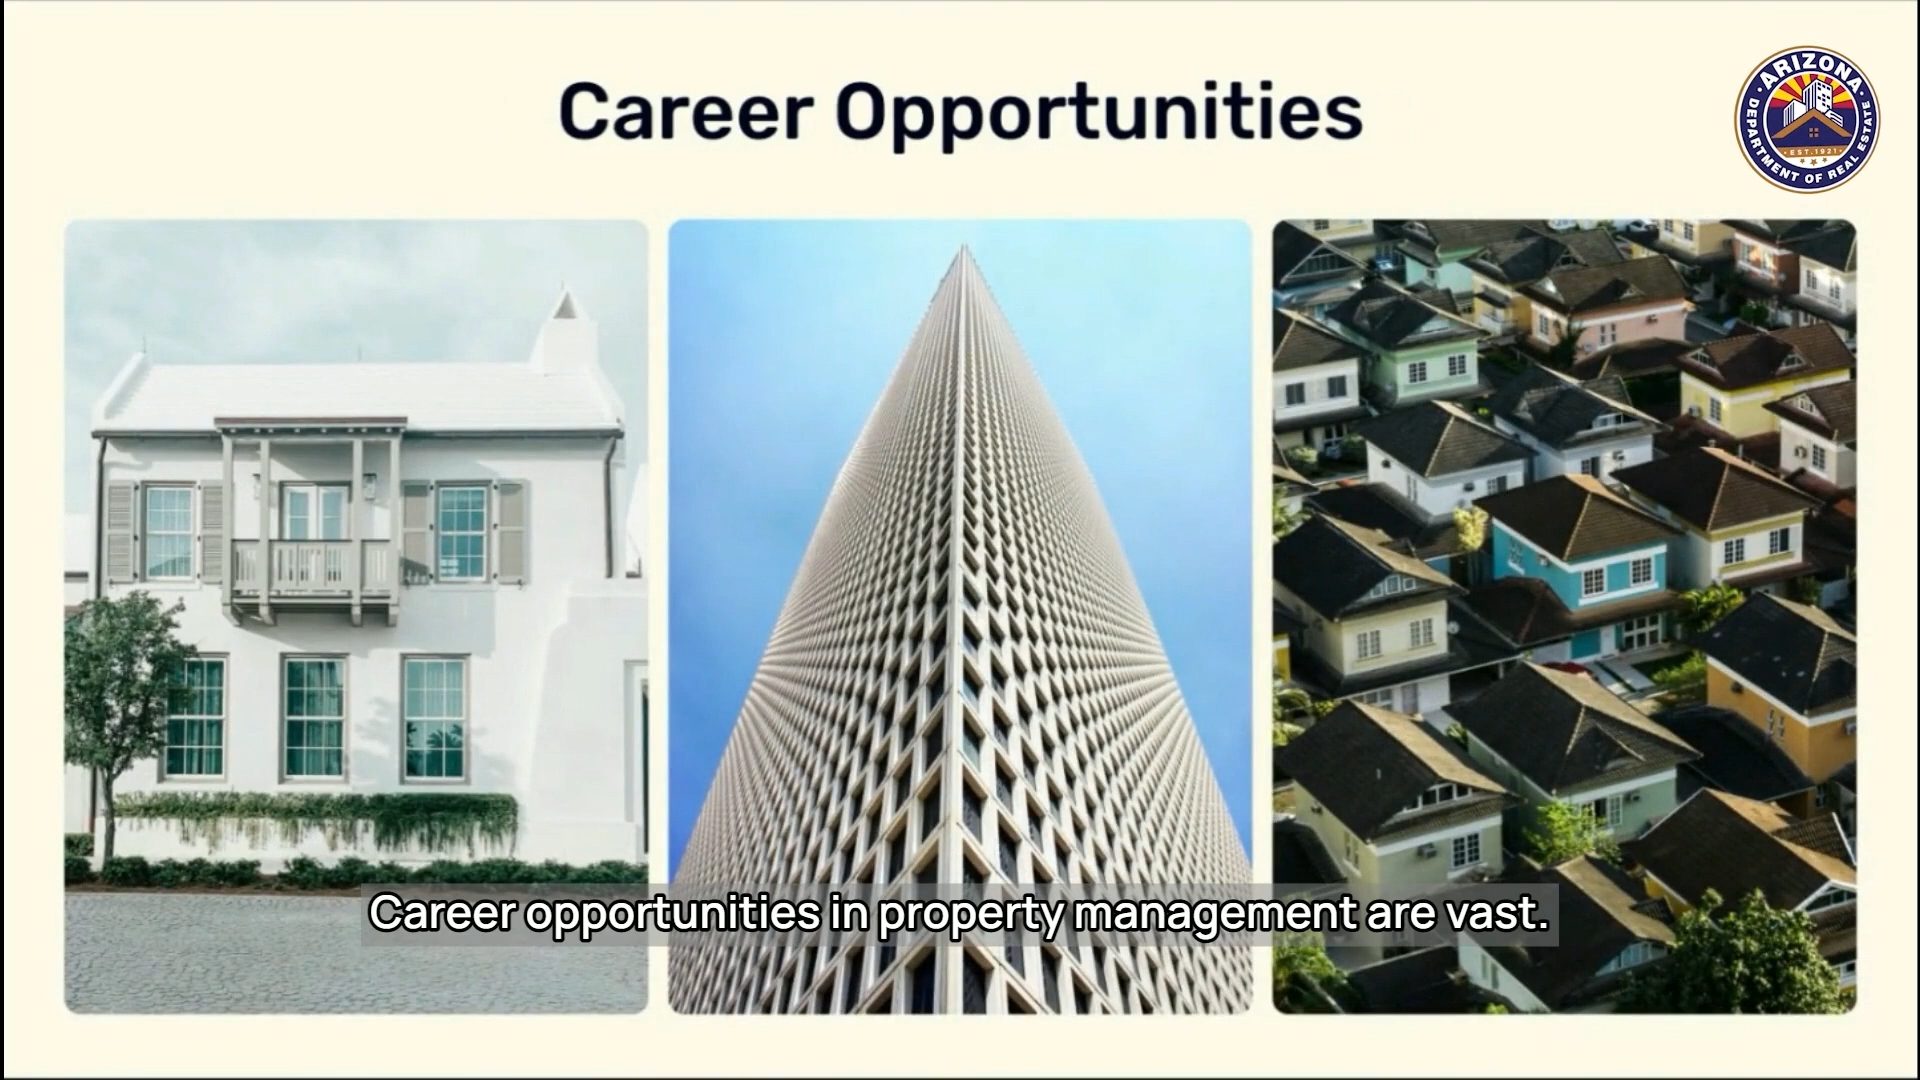 Career Opportunities
ARIZONA
DEPARTMENT OF REAL ESTATE
EST.1921
Career opportunities in property management are vast.